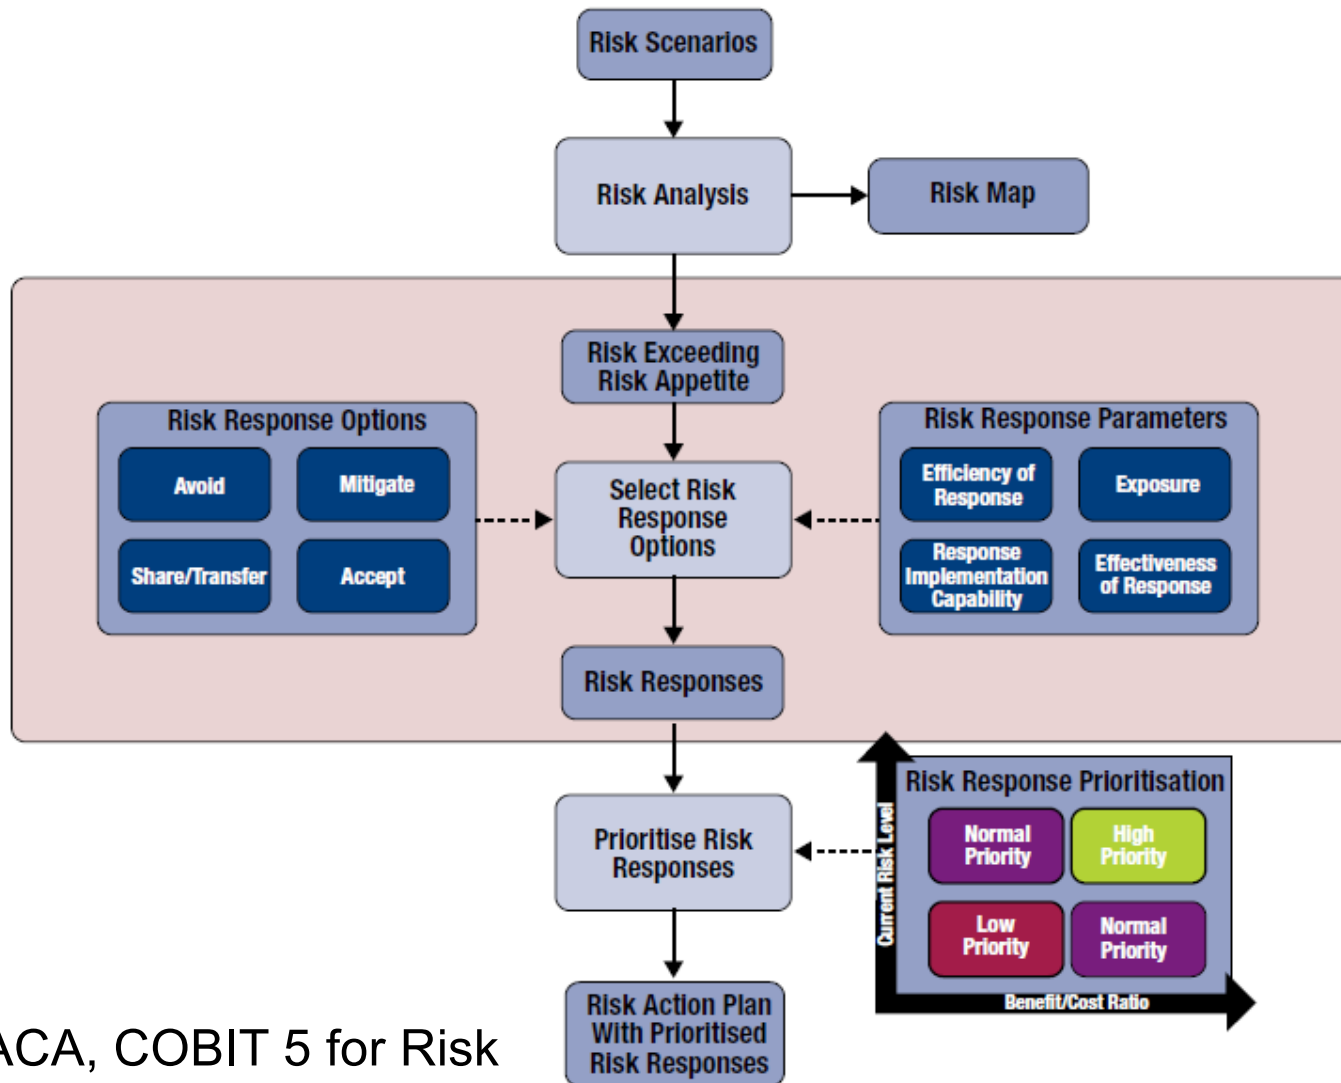 Risk Scenarios
Risk Analysis
Risk Map
Risk Exceeding
Risk Appetite
Risk Response Options
Avoid
Mitigate
Share/Transfer
Accept
Select Risk
Response
Options
Risk Response Parameters
Efficiency of
Response
Exposure
Response
Implementation
Capability
Effectiveness
of Response
Risk Responses
Prioritise Risk
Responses
Risk Response Prioritisation
Current Risk Level
Normal
Priority
High
Priority
Low
Priority
Normal
Priority
Benefit/Cost Ratio
Risk Action Plan
With Prioritised
Risk Responses
ACA, COBIT 5 for Risk